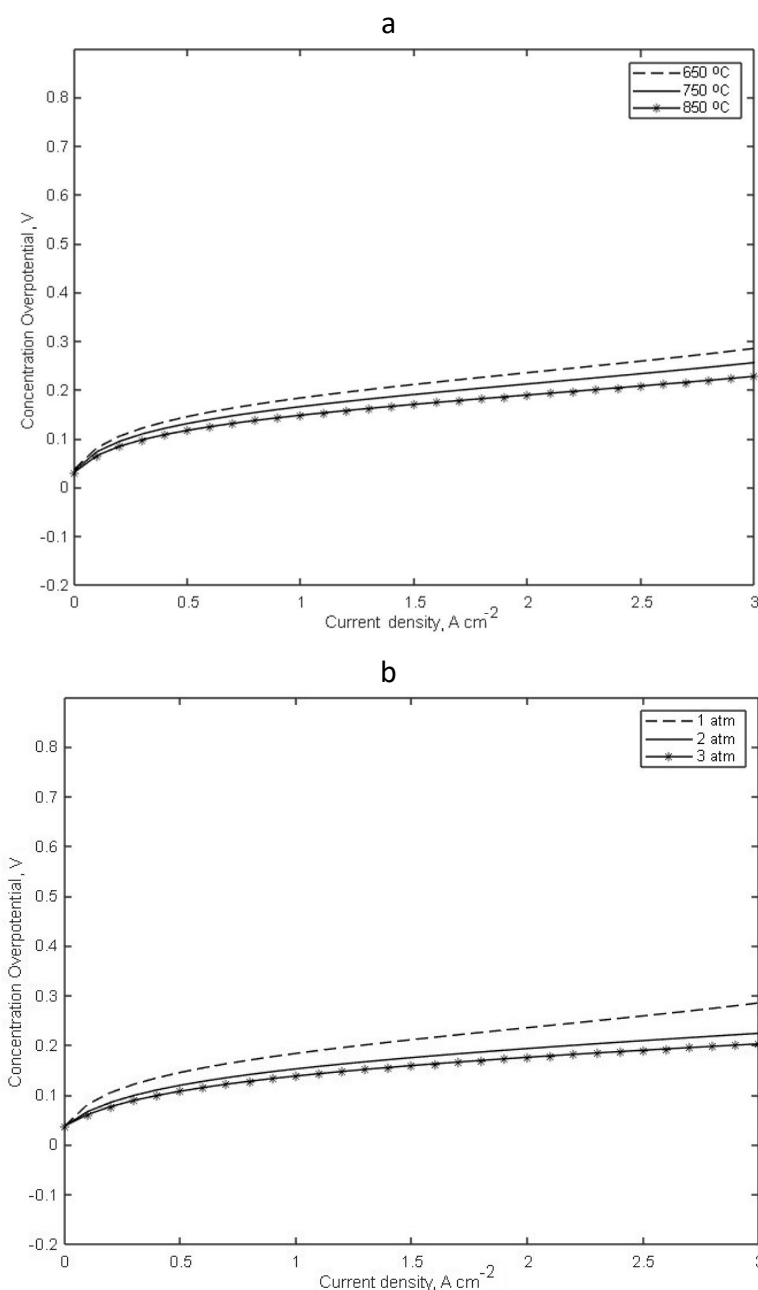 a
650 ºC
750 ºC
850 ºC
0.8
0.7
0.6
0.5
0.4
0.3
0.2
0.1
0
-0.1
-0.2
Concentration Overpotential, V
0 0.5 1 1.5 2 2.5 3
Current density, A cm-2
b
1 atm
2 atm
3 atm
0.8
0.7
0.6
0.5
0.4
0.3
0.2
0.1
0
-0.1
-0.2
Concentration Overpotential, V
0 0.5 1 1.5 2 2.5 3
Current density, A cm-2